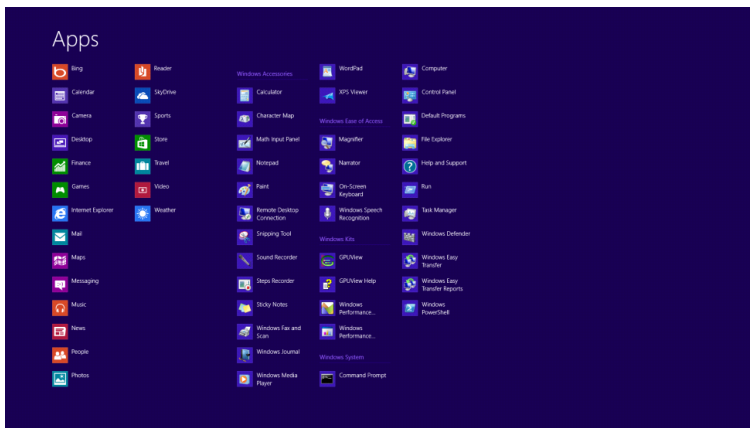 Apps
Bing
Calendar
Camera
Desktop
Finance
Games
Internet Explorer
Mail
Maps
Messaging
Music
News
People
Photos
Reader
SkyDrive
Sports
Store
Travel
Video
Weather
Windows Accessories
Calculator
Character Map
Math Input Panel
Notepad
Paint
Remote Desktop
Connection
Snipping Tool
Sound Recorder
Steps Recorder
Sticky Notes
Windows Fax and
Scan
Windows Journal
Windows Media
Player
WordPad
XPS Viewer
Windows Ease of Access
Magnifier
Narrator
On-Screen
Keyboard
Windows Speech
Recognition
Windows Kits
GPUView
GPUView Help
Windows
Performance...
Windows
Performance...
Windows System
Command Prompt
Computer
Control Panel
Default Programs
File Explorer
Help and Support
Run
Task Manager
Windows Defender
Windows Easy
Transfer
Windows Easy
Transfer Reports
Windows
PowerShell